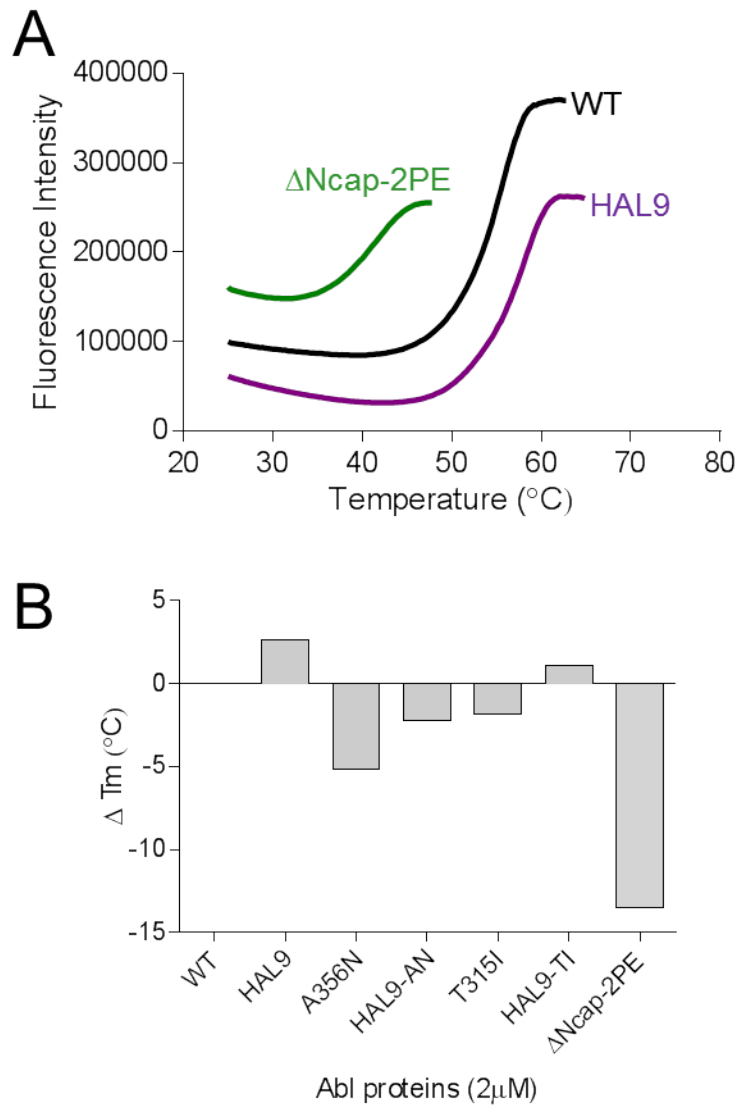 A
Fluorescence Intensity
400000
300000
200000
100000
0
WT
ΔNcap-2PE
HAL9
20 30 40 50 60 70 80
Temperature (°C)
B
Δ Tm (°C)
5
0
-5
-10
-15
WT HAL9 A356N HAL9-AN T315I HAL9-TI ΔNcap-2PE
Abl proteins (2μM)